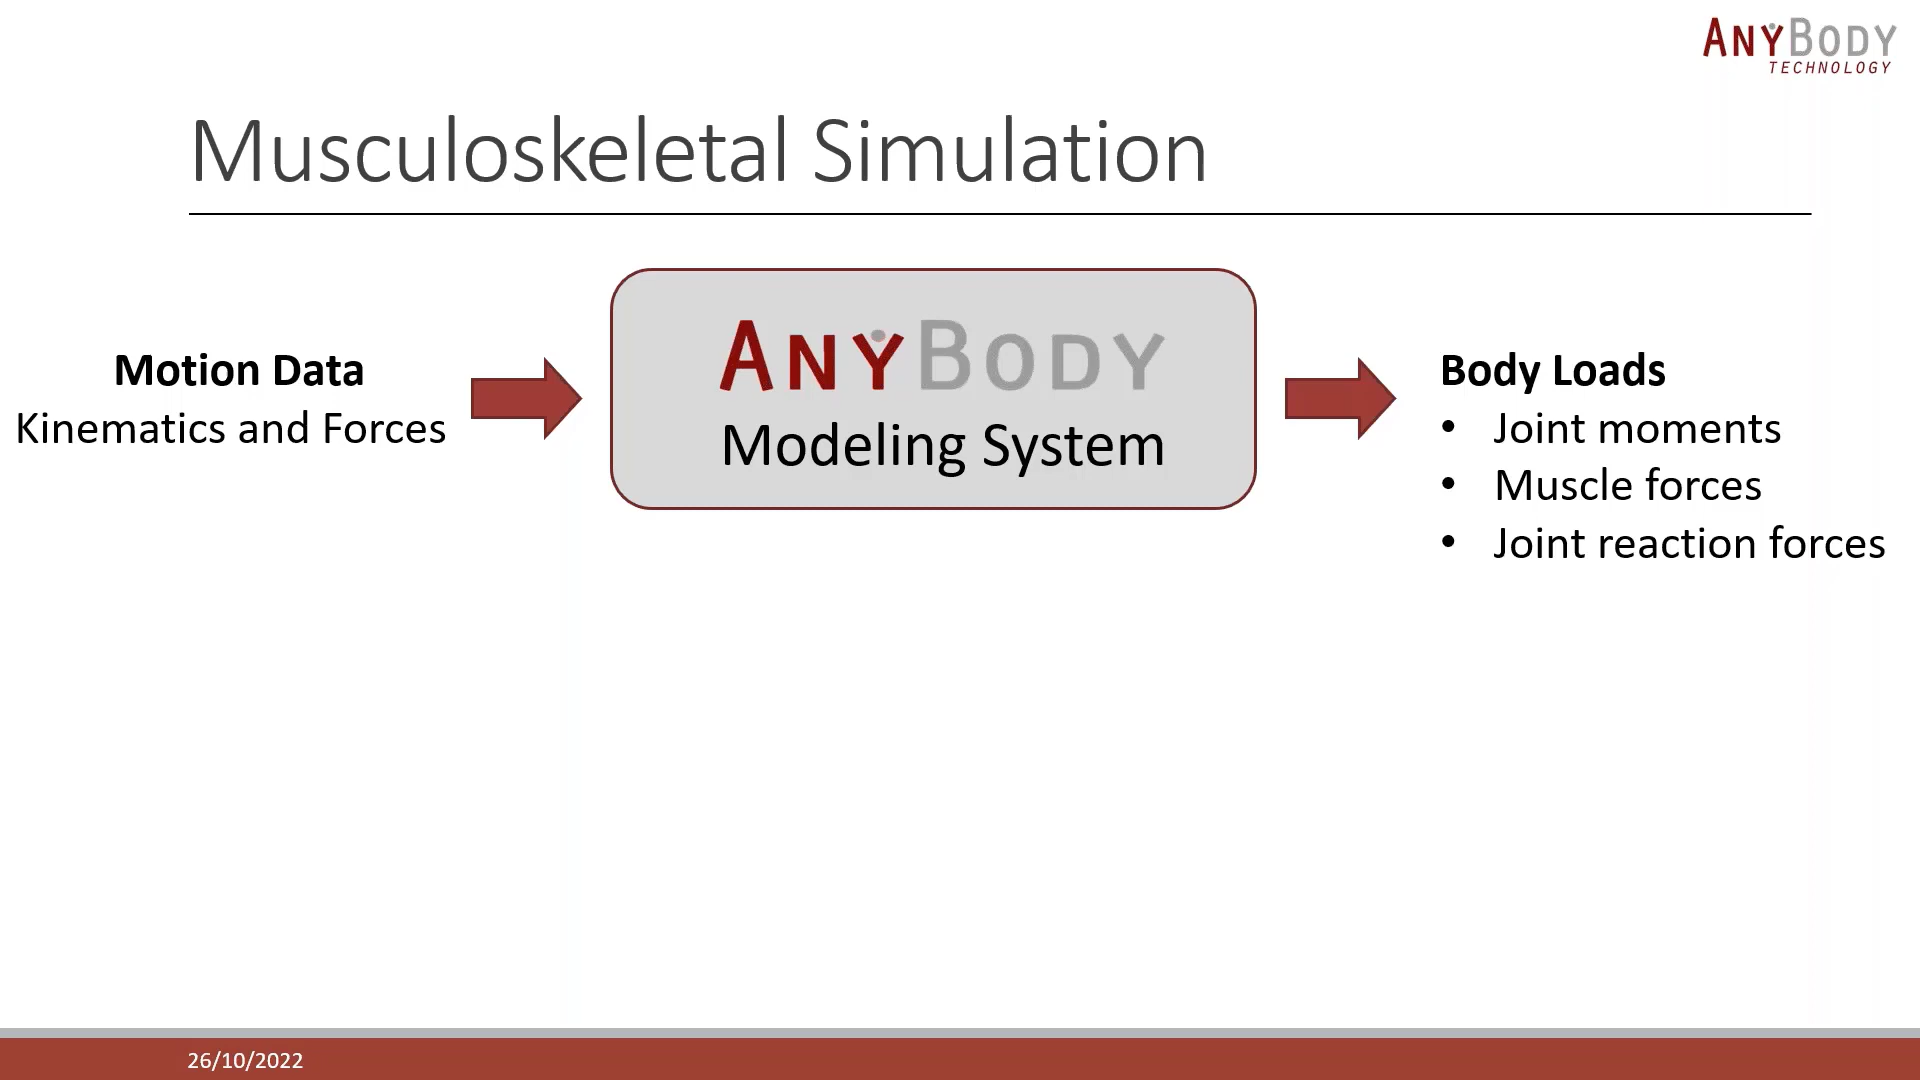 ANYBODY
TECHNOLOGY
Musculoskeletal Simulation
Motion Data
Kinematics and Forces
ANYBODY
Modeling System
Body Loads
• Joint moments
• Muscle forces
• Joint reaction forces
26/10/2022